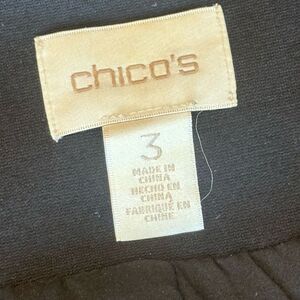 chico's
3
MADE IN
CHINA
HECHO EN
CHINA
FABRIQUÉ EN
CHINE